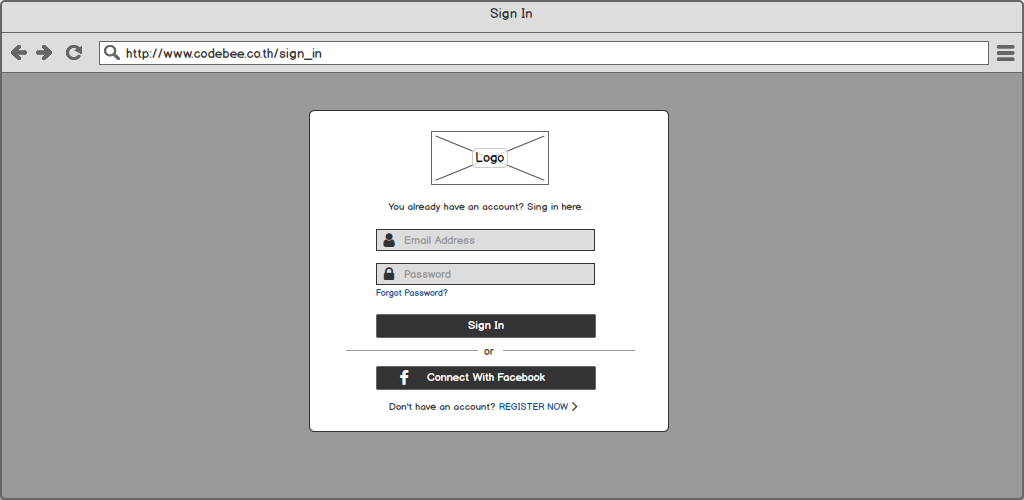 Sign In
http://www.codebee.co.th/sign_in
Logo
You already have an account? Sing in here.
Email Address
Password
Forgot Password?
Sign In
or
Connect With Facebook
Don't have an account? REGISTER NOW